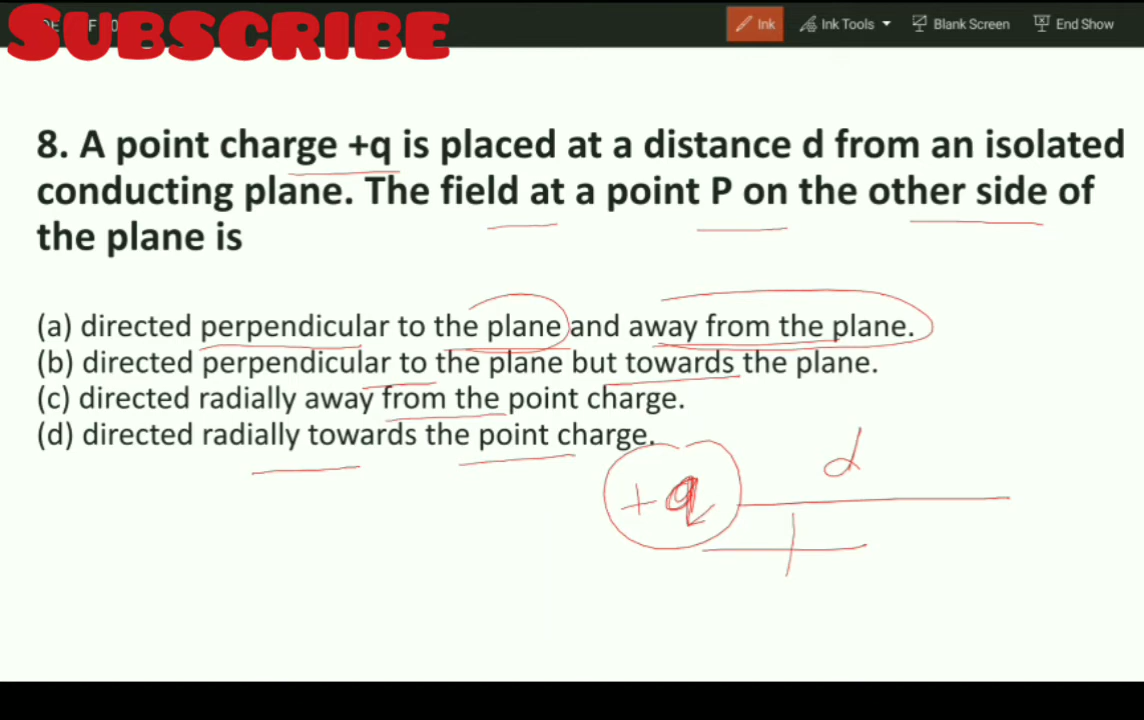 SUBSCRIBE
Ink Ink Tools Blank Screen End Show
8. A point charge +q is placed at a distance d from an isolated
conducting plane. The field at a point P on the other side of
the plane is
(a) directed perpendicular to the plane and away from the plane.
(b) directed perpendicular to the plane but towards the plane.
(c) directed radially away from the point charge.
(d) directed radially towards the point charge.
d
+q